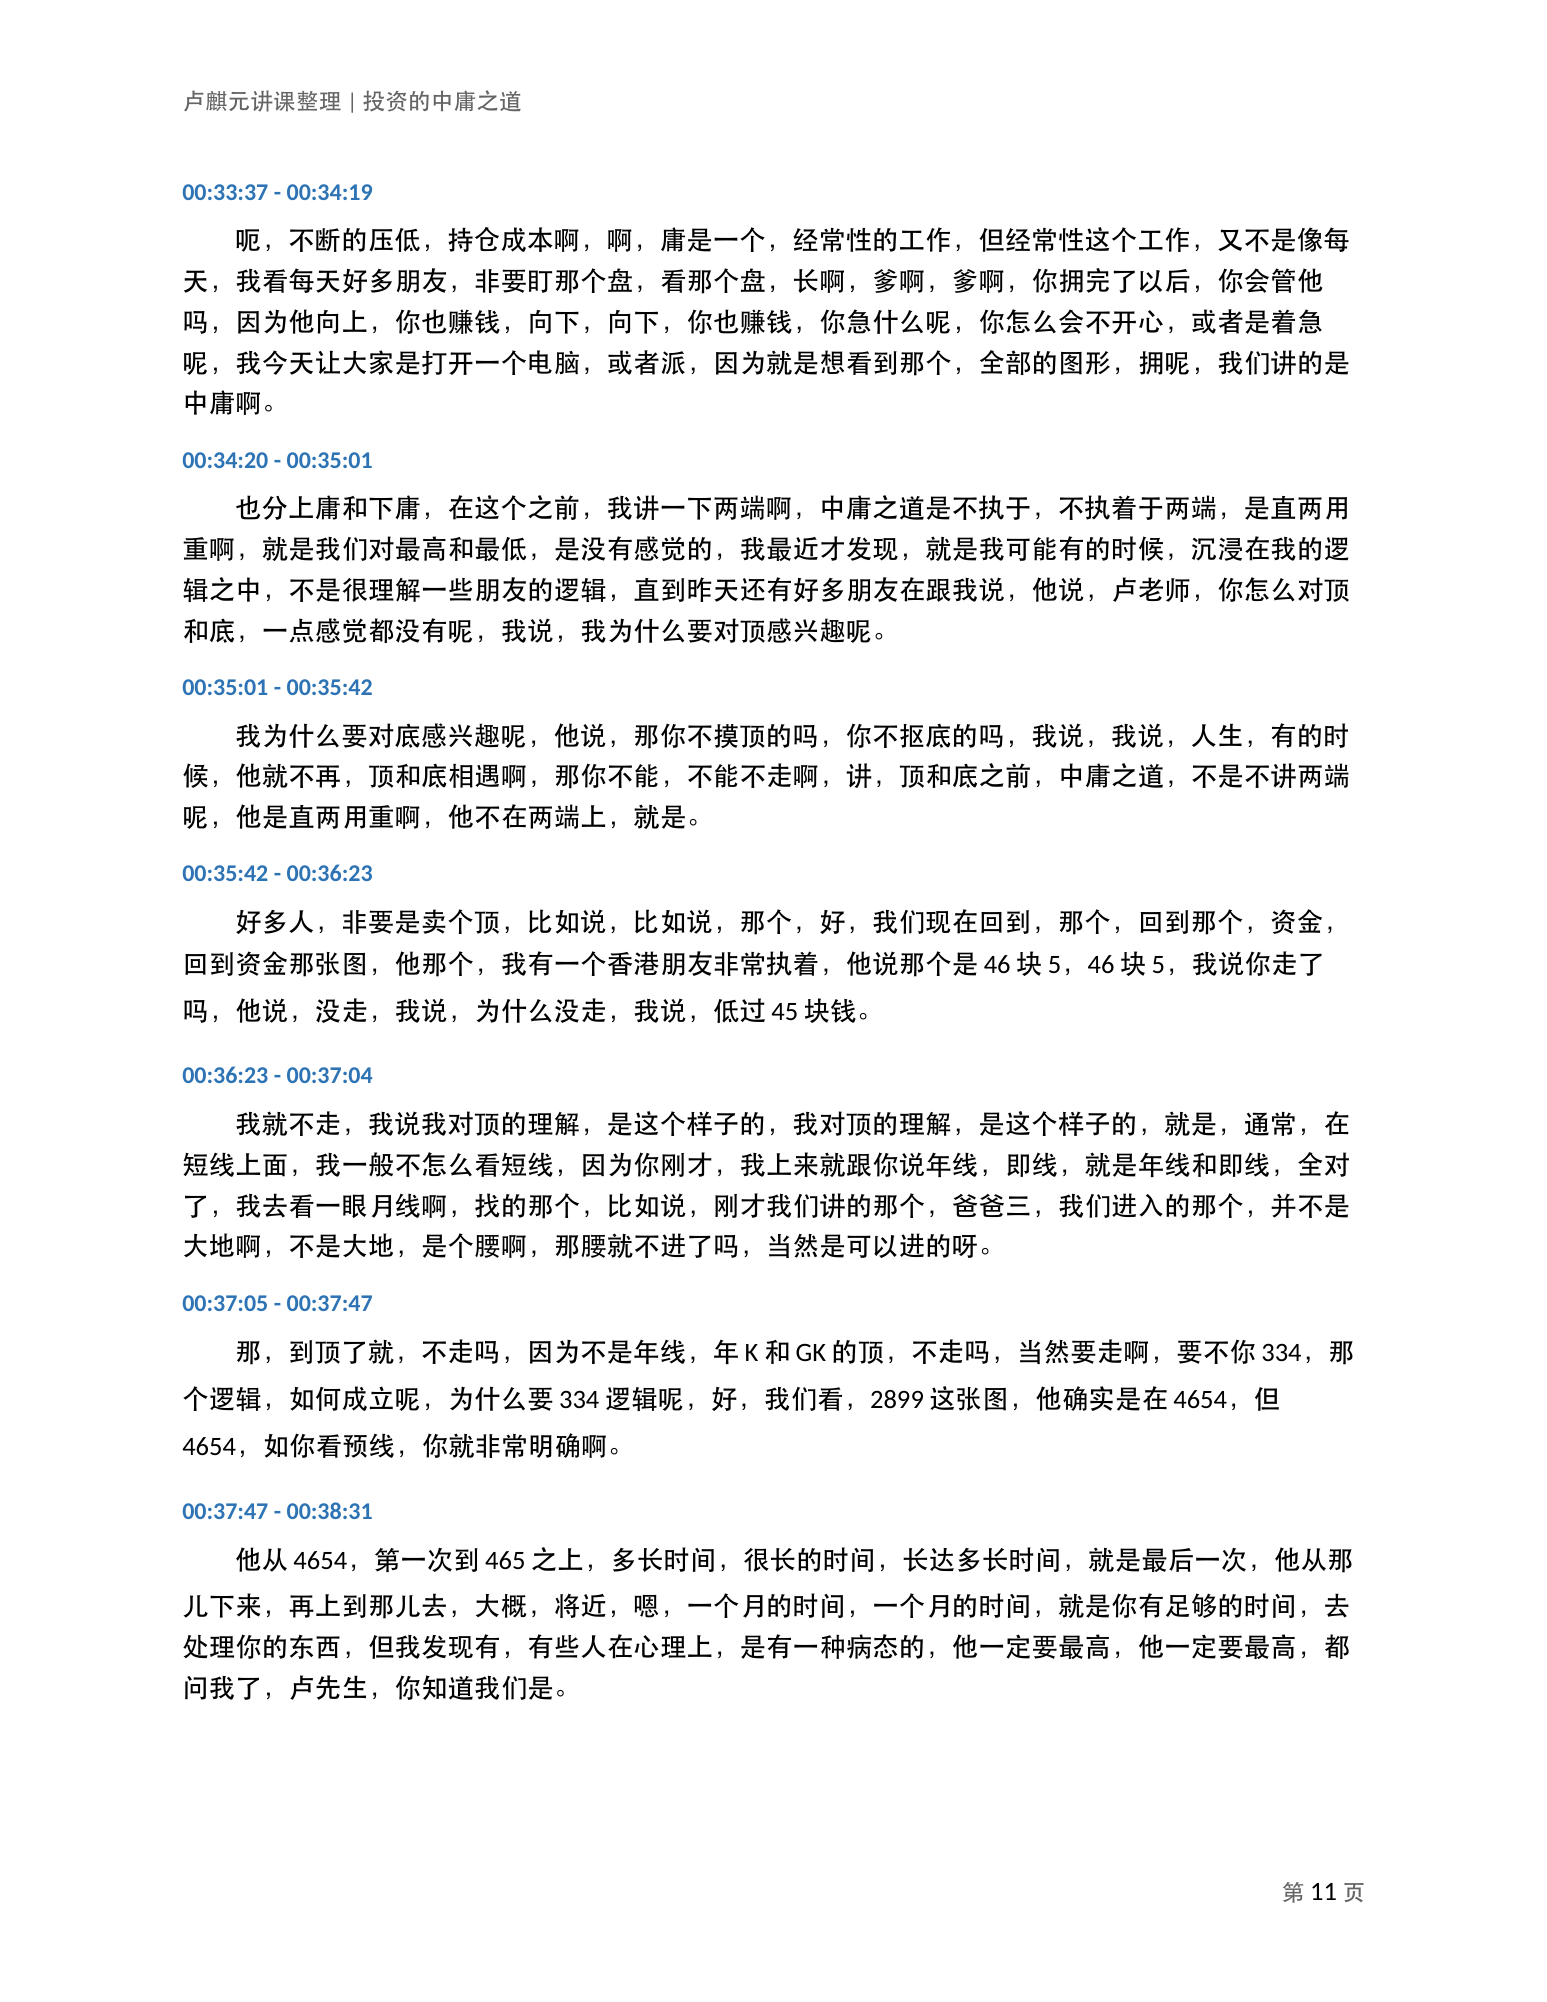 卢麒元讲课整理 | 投资的中庸之道
00:33:37 - 00:34:19
呃，不断的压低，持仓成本啊，啊，庸是一个，经常性的工作，但经常性这个工作，又不是像每
天，我看每天好多朋友，非要盯那个盘，看那个盘，长啊，爹啊，爹啊，你拥完了以后，你会管他
吗，因为他向上，你也赚钱，向下，向下，你也赚钱，你急什么呢，你怎么会不开心，或者是着急
呢，我今天让大家是打开一个电脑，或者派，因为就是想看到那个，全部的图形，拥呢，我们讲的是
中庸啊。
00:34:20 - 00:35:01
也分上庸和下庸，在这个之前，我讲一下两端啊，中庸之道是不执于，不执着于两端，是直两用
重啊，就是我们对最高和最低，是没有感觉的，我最近才发现，就是我可能有的时候，沉浸在我的逻
辑之中，不是很理解一些朋友的逻辑，直到昨天还有好多朋友在跟我说，他说，卢老师，你怎么对顶
和底，一点感觉都没有呢，我说，我为什么要对顶感兴趣呢。
00:35:01 - 00:35:42
我为什么要对底感兴趣呢，他说，那你不摸顶的吗，你不抠底的吗，我说，我说，人生，有的时
候，他就不再，顶和底相遇啊，那你不能，不能不走啊，讲，顶和底之前，中庸之道，不是不讲两端
呢，他是直两用重啊，他不在两端上，就是。
00:35:42 - 00:36:23
好多人，非要是卖个顶，比如说，比如说，那个，好，我们现在回到，那个，回到那个，资金，
回到资金那张图，他那个，我有一个香港朋友非常执着，他说那个是 46 块 5，46 块 5，我说你走了
吗，他说，没走，我说，为什么没走，我说，低过 45 块钱。
00:36:23 - 00:37:04
我就不走，我说我对顶的理解，是这个样子的，我对顶的理解，是这个样子的，就是，通常，在
短线上面，我一般不怎么看短线，因为你刚才，我上来就跟你说年线，即线，就是年线和即线，全对
了，我去看一眼月线啊，找的那个，比如说，刚才我们讲的那个，爸爸三，我们进入的那个，并不是
大地啊，不是大地，是个腰啊，那腰就不进了吗，当然是可以进的呀。
00:37:05 - 00:37:47
那，到顶了就，不走吗，因为不是年线，年 K 和 GK 的顶，不走吗，当然要走啊，要不你 334，那
个逻辑，如何成立呢，为什么要 334 逻辑呢，好，我们看，2899 这张图，他确实是在 4654，但
4654，如你看预线，你就非常明确啊。
00:37:47 - 00:38:31
他从 4654，第一次到 465 之上，多长时间，很长的时间，长达多长时间，就是最后一次，他从那
儿下来，再上到那儿去，大概，将近，嗯，一个月的时间，一个月的时间，就是你有足够的时间，去
处理你的东西，但我发现有，有些人在心理上，是有一种病态的，他一定要最高，他一定要最高，都
问我了，卢先生，你知道我们是。
第 11 页